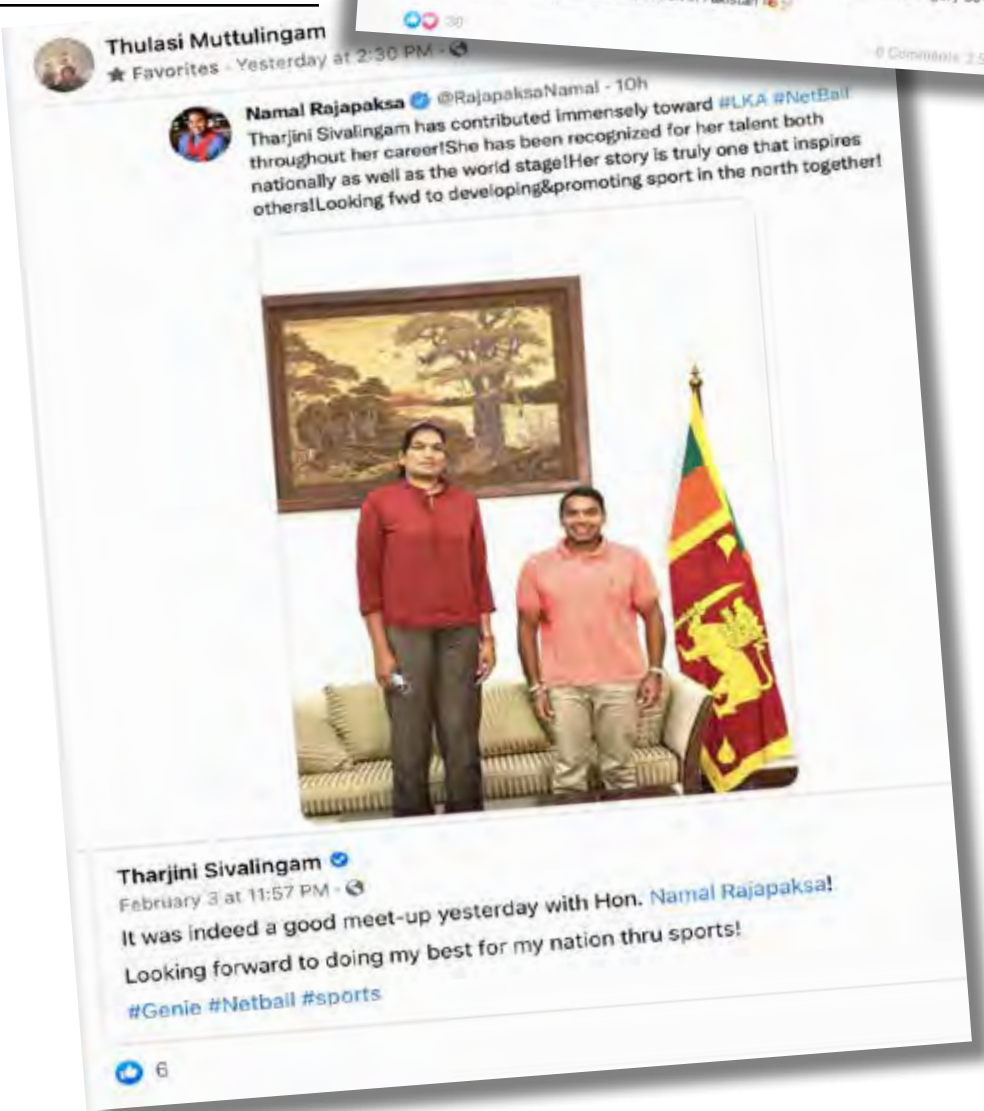 30
0 Comments
Thulasi Muttulingam
Favorites - Yesterday at 2:30 PM -
Namal Rajapaksa @RajapaksaNamal - 10h
Tharjini Sivalingam has contributed immensely toward #LKA #NetBall
throughout her career!She has been recognized for her talent both
nationally as well as the world stage!Her story is truly one that inspires
others!Looking fwd to developing&promoting sport in the north together!
Tharjini Sivalingam
February 3 at 11:57 PM -
It was indeed a good meet-up yesterday with Hon. Namal Rajapaksa!
Looking forward to doing my best for my nation thru sports!
#Genie #Netball #sports
6